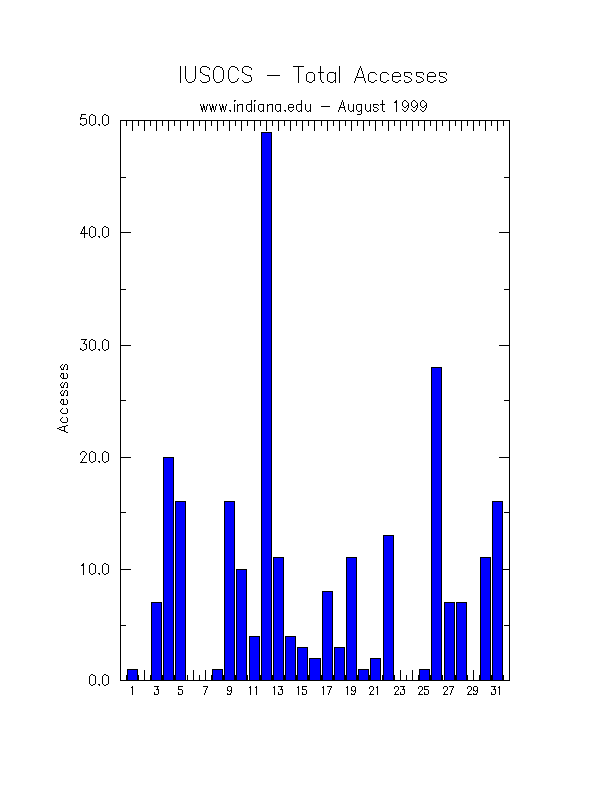 IUSOCS – Total Accesses
www.indiana.edu – August 1999
50.0
40.0
30.0
20.0
10.0
0.0
Accesses
1 3 5 7 9 11 13 15 17 19 21 23 25 27 29 31